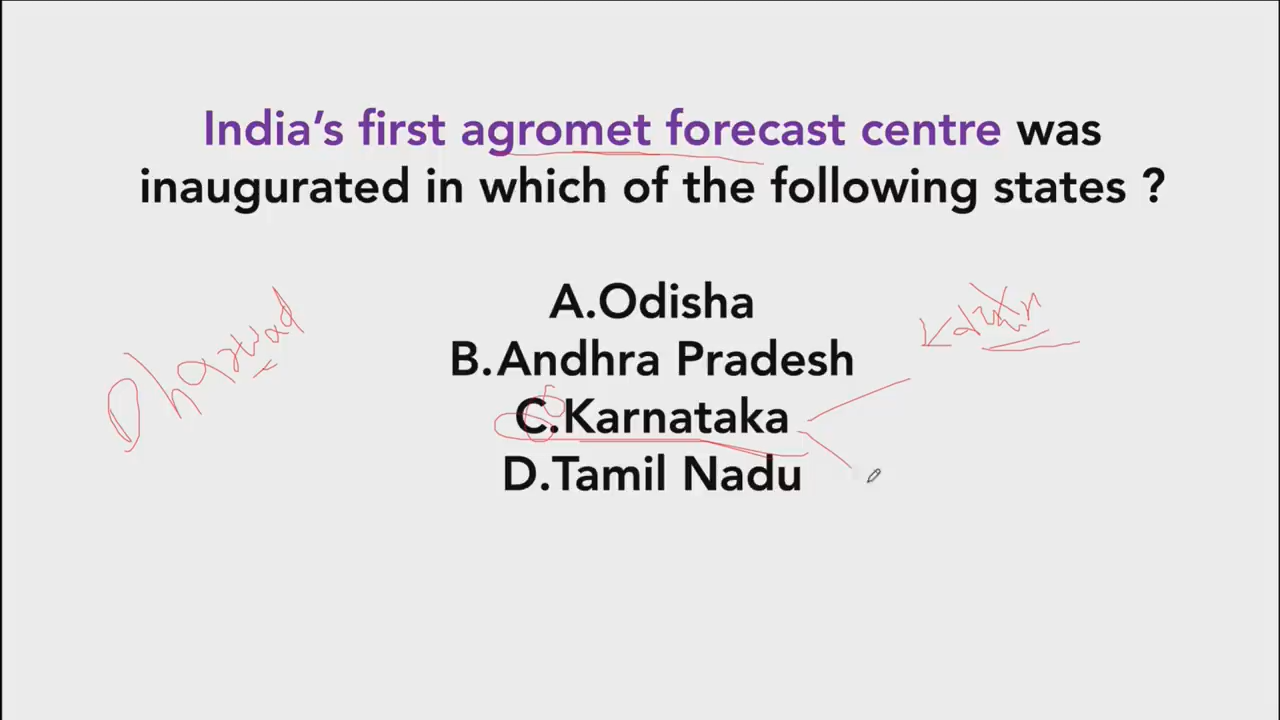 India's first agromet forecast centre was
inaugurated in which of the following states ?
A.Odisha
B.Andhra Pradesh
C.Karnataka
D.Tamil Nadu
Dharwad